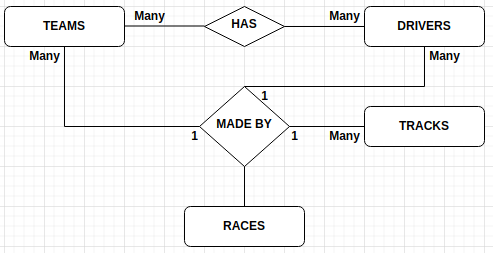 TEAMS
Many
HAS
Many
DRIVERS
Many
Many
1
MADE BY
1
1
Many
TRACKS
RACES